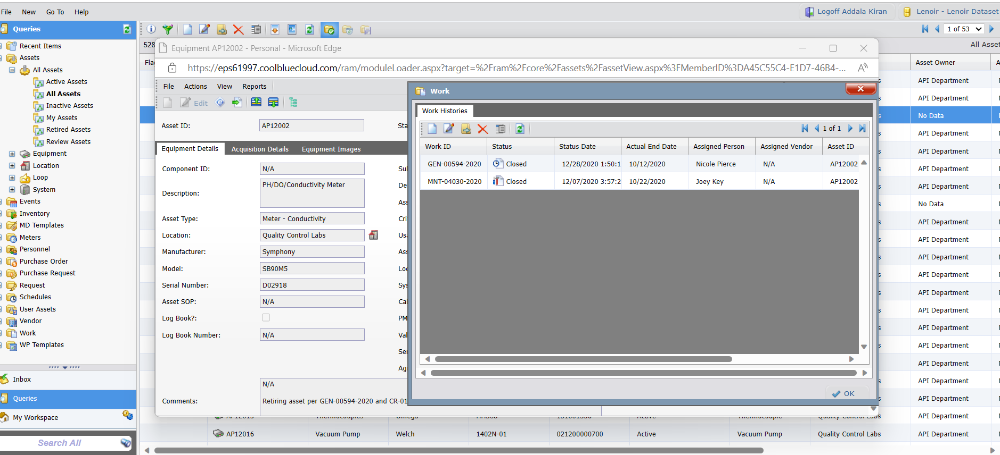 File New Go To Help
Logoff Addala Kiran Lenoir - Lenoir Dataset
Queries
1 of 53
528
All Asset
Equipment AP12002 - Personal - Microsoft Edge
https://eps61997.coolbluecloud.com/ram/moduleLoader.aspx?target=%2Fram%2Fcore%2Fassets%2FassetView.aspx%3FMemberID%3DA45C55C4-E1D7-46B4-...
Recent Items
Assets
All Assets
Active Assets
All Assets
Inactive Assets
My Assets
Retired Assets
Review Assets
Equipment
Location
Loop
System
Events
Inventory
MD Templates
Meters
Personnel
Purchase Order
Purchase Request
Request
Schedules
User Assets
Vendor
Work
WP Templates
Inbox
Queries
My Workspace
Search All
Flag
File Actions View Reports
Edit
Asset ID: AP12002
Equipment Details Acquisition Details Equipment Images
Component ID: N/A
Description: PH/DO/Conductivity Meter
Asset Type: Meter - Conductivity
Location: Quality Control Labs
Manufacturer: Symphony
Model: SB90M5
Serial Number: D02918
Asset SOP: N/A
Log Book?:
Log Book Number: N/A
Comments: N/A
Retiring asset per GEN-00594-2020 and CR-01
Sta
Sul
De
Ass
Cri
Usa
Ass
Loc
Sys
Cal
PM
Val
Ser
Agr
Work
Work Histories
1 of 1
Work ID Status Status Date Actual End Date Assigned Person Assigned Vendor Asset ID
GEN-00594-2020 Closed 12/28/2020 1:50:1 10/12/2020 Nicole Pierce N/A AP12002
MNT-04030-2020 Closed 12/07/2020 3:57:2 10/22/2020 Joey Key N/A AP12002
OK
Asset Owner
API Department
API Department
No Data
API Department
API Department
API Department
API Department
No Data
API Department
API Department
API Department
API Department
API Department
API Department
API Department
API Department
API Department
API Department
API Department
AP12015 Thermocouples Omega Active Thermocouple Quality Control Labs API Department
AP12016 Vacuum Pump Welch 1402N-01 021200000700 Active Vacuum Pump Quality Control Labs API Department